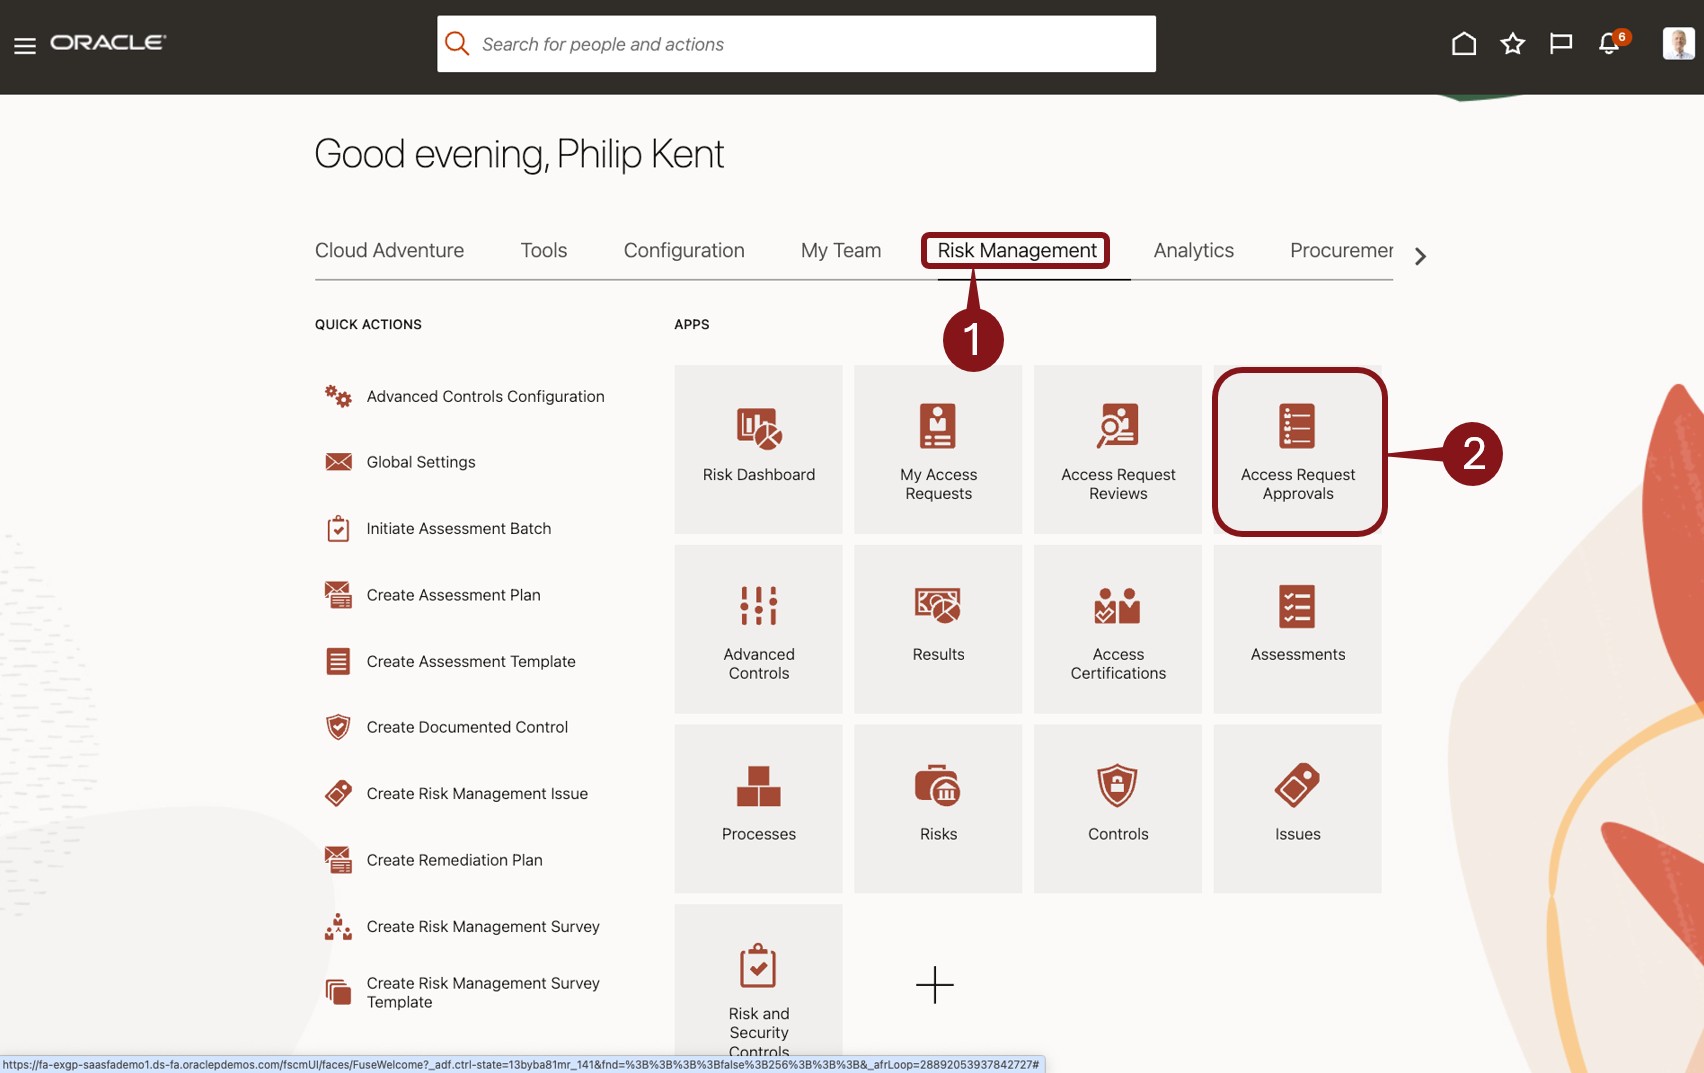 ORACLE
Search for people and actions
6
Good evening, Philip Kent
Cloud Adventure
Tools
Configuration
My Team
Risk Management
Analytics
Procuremen
QUICK ACTIONS
APPS
1
Advanced Controls Configuration
Global Settings
Initiate Assessment Batch
Create Assessment Plan
Create Assessment Template
Create Documented Control
Create Risk Management Issue
Create Remediation Plan
Create Risk Management Survey
Create Risk Management Survey
Template
Risk Dashboard
My Access
Requests
Access Request
Reviews
Access Request
Approvals
2
Advanced
Controls
Results
Access
Certifications
Assessments
Processes
Risks
Controls
Issues
Risk and
Security
Controls
https://fa-exgp-saasfademo1.ds-fa.oraclepdemos.com/fscmUI/faces/FuseWelcome?_adf.ctrl-state=13byba81mr_141&fnd=%3B%3B%3B%3Bfalse%3B256%3B%3B%3B&_afrLoop=28892053937842727#